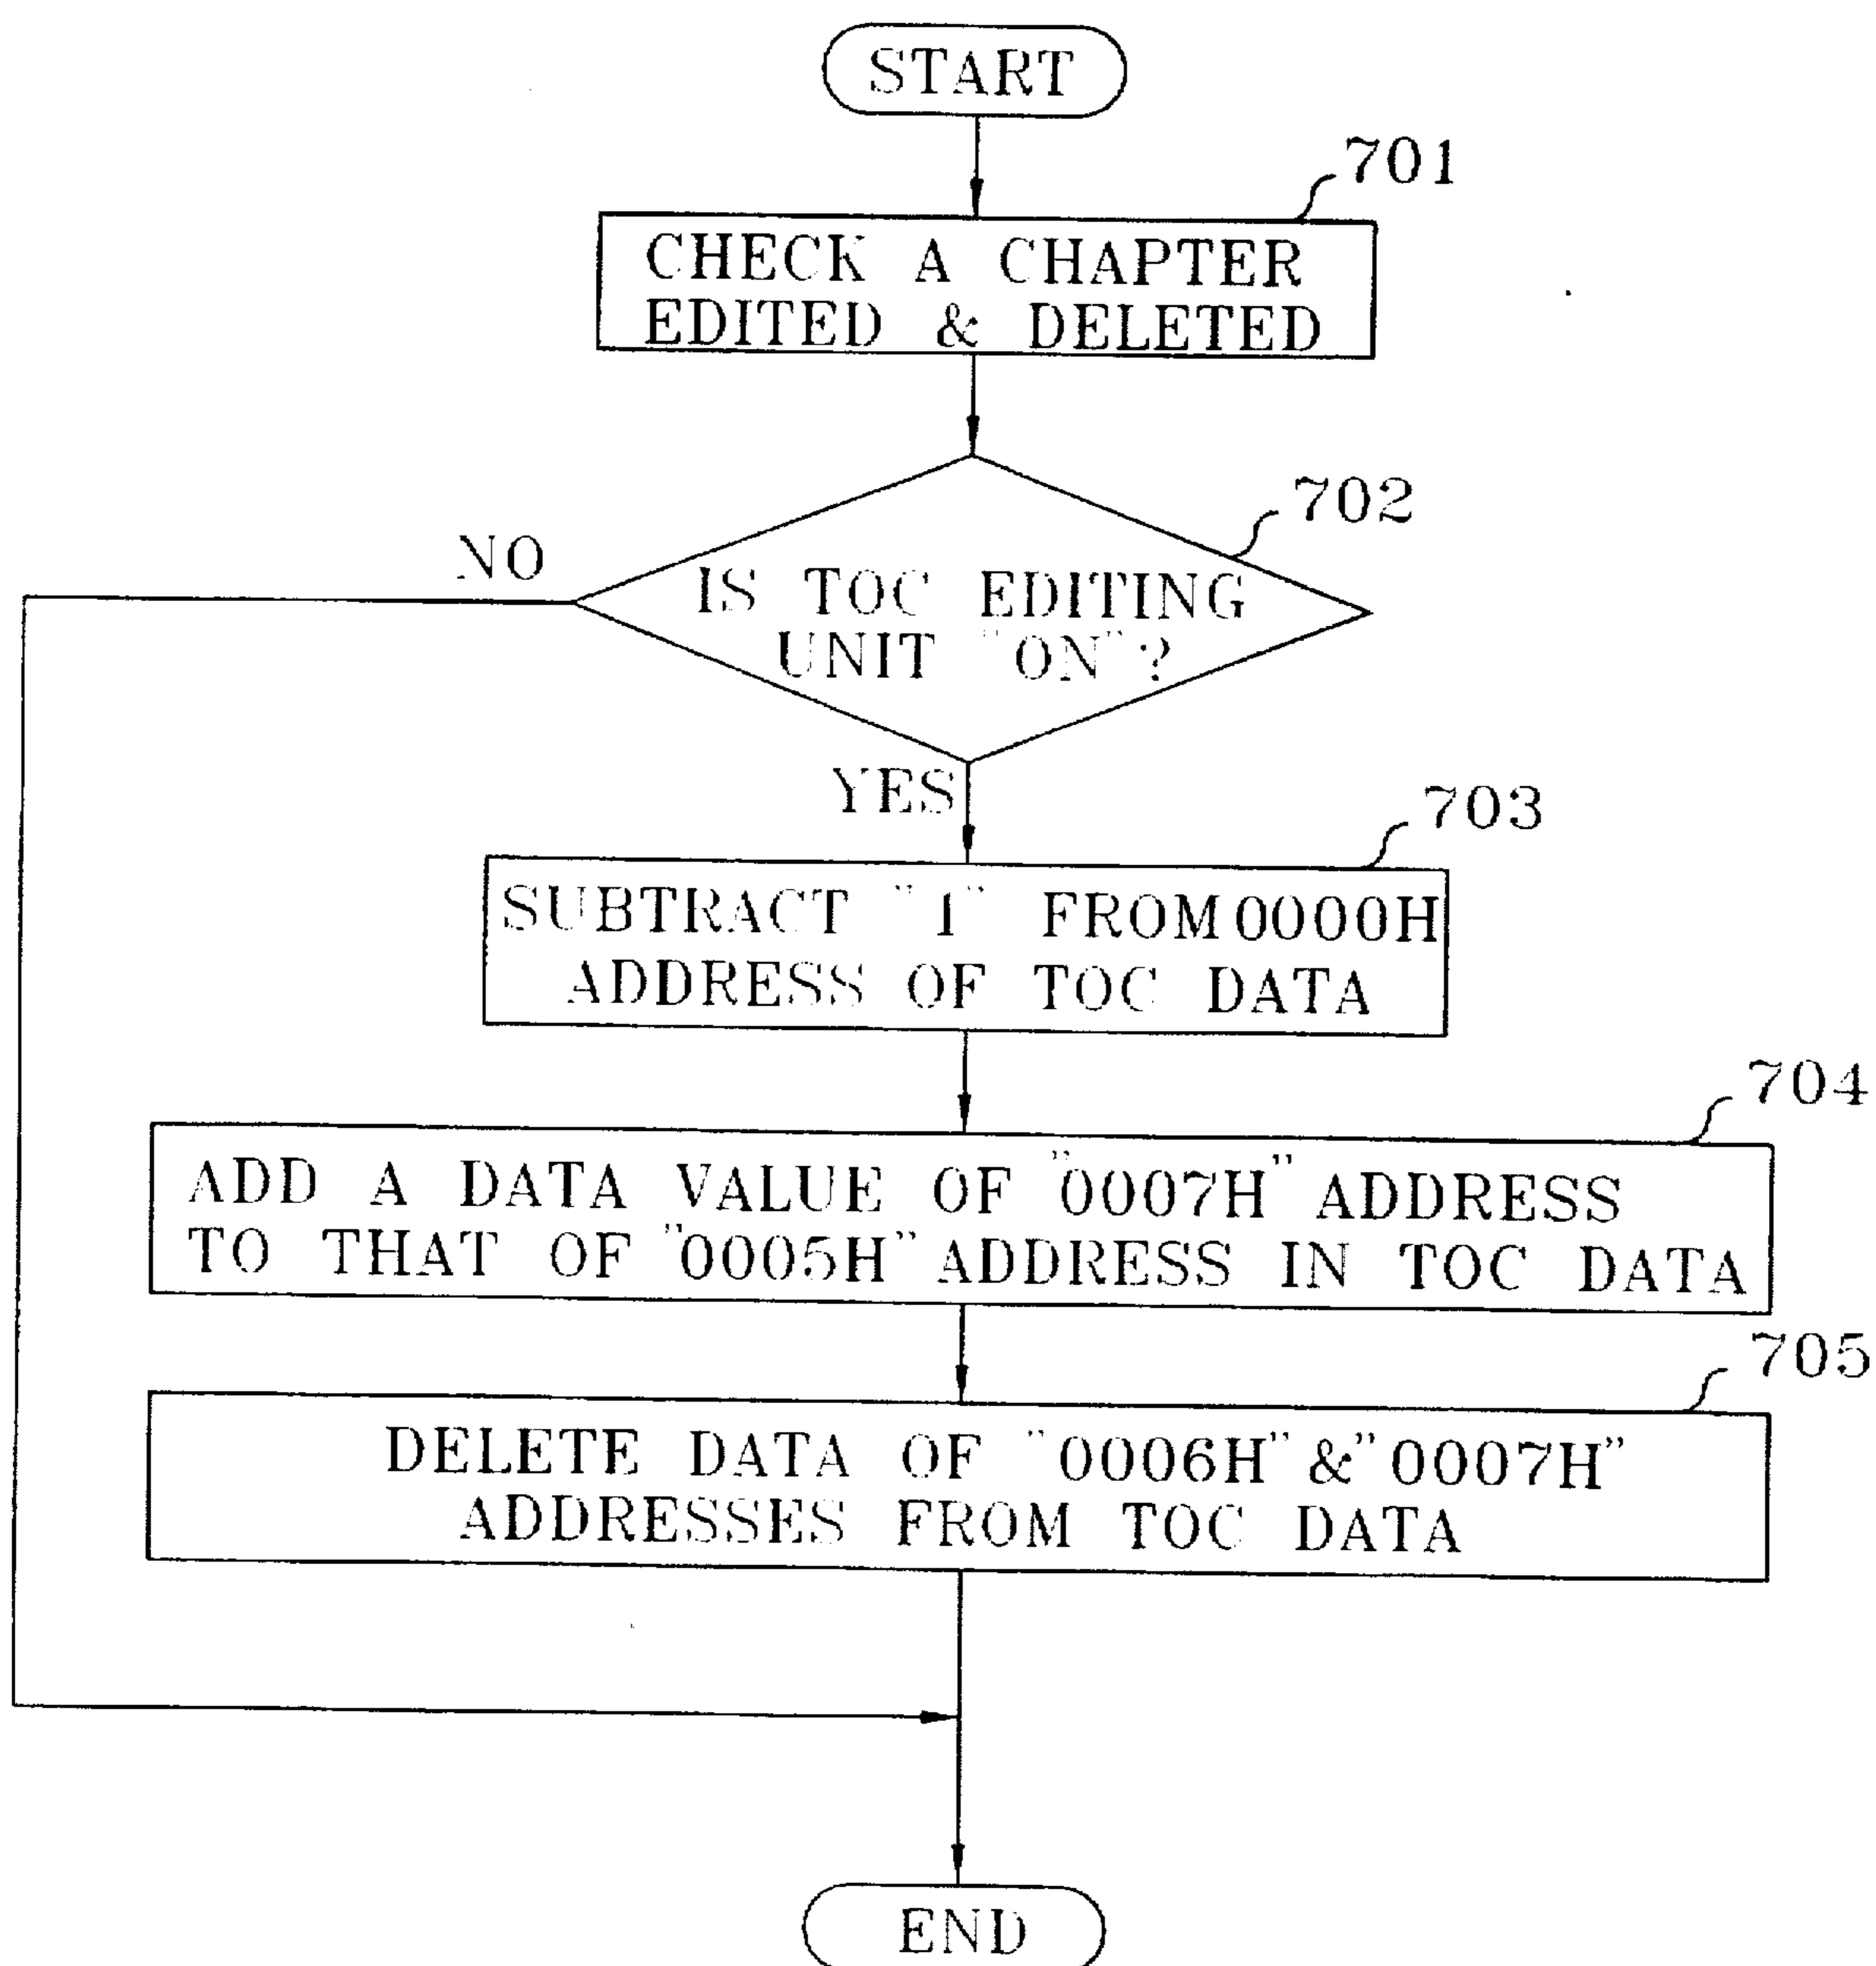 START
701
CHECK A CHAPTER
EDITED & DELETED
702
NO
IS TOC EDITING
UNIT "ON"?
YES
703
SUBTRACT "1" FROM 0000H
ADDRESS OF TOC DATA
704
ADD A DATA VALUE OF "0007H" ADDRESS
TO THAT OF "0005H" ADDRESS IN TOC DATA
705
DELETE DATA OF "0006H" & "0007H"
ADDRESSES FROM TOC DATA
END